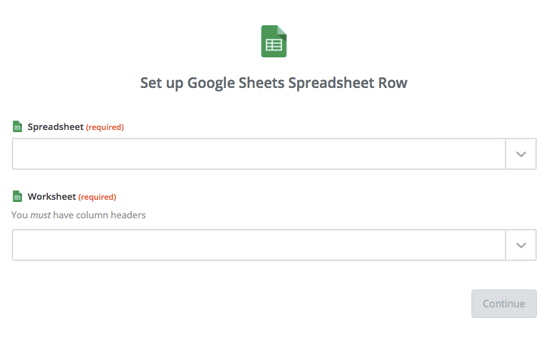 Set up Google Sheets Spreadsheet Row
Spreadsheet (required)
Worksheet (required)
You must have column headers
Continue